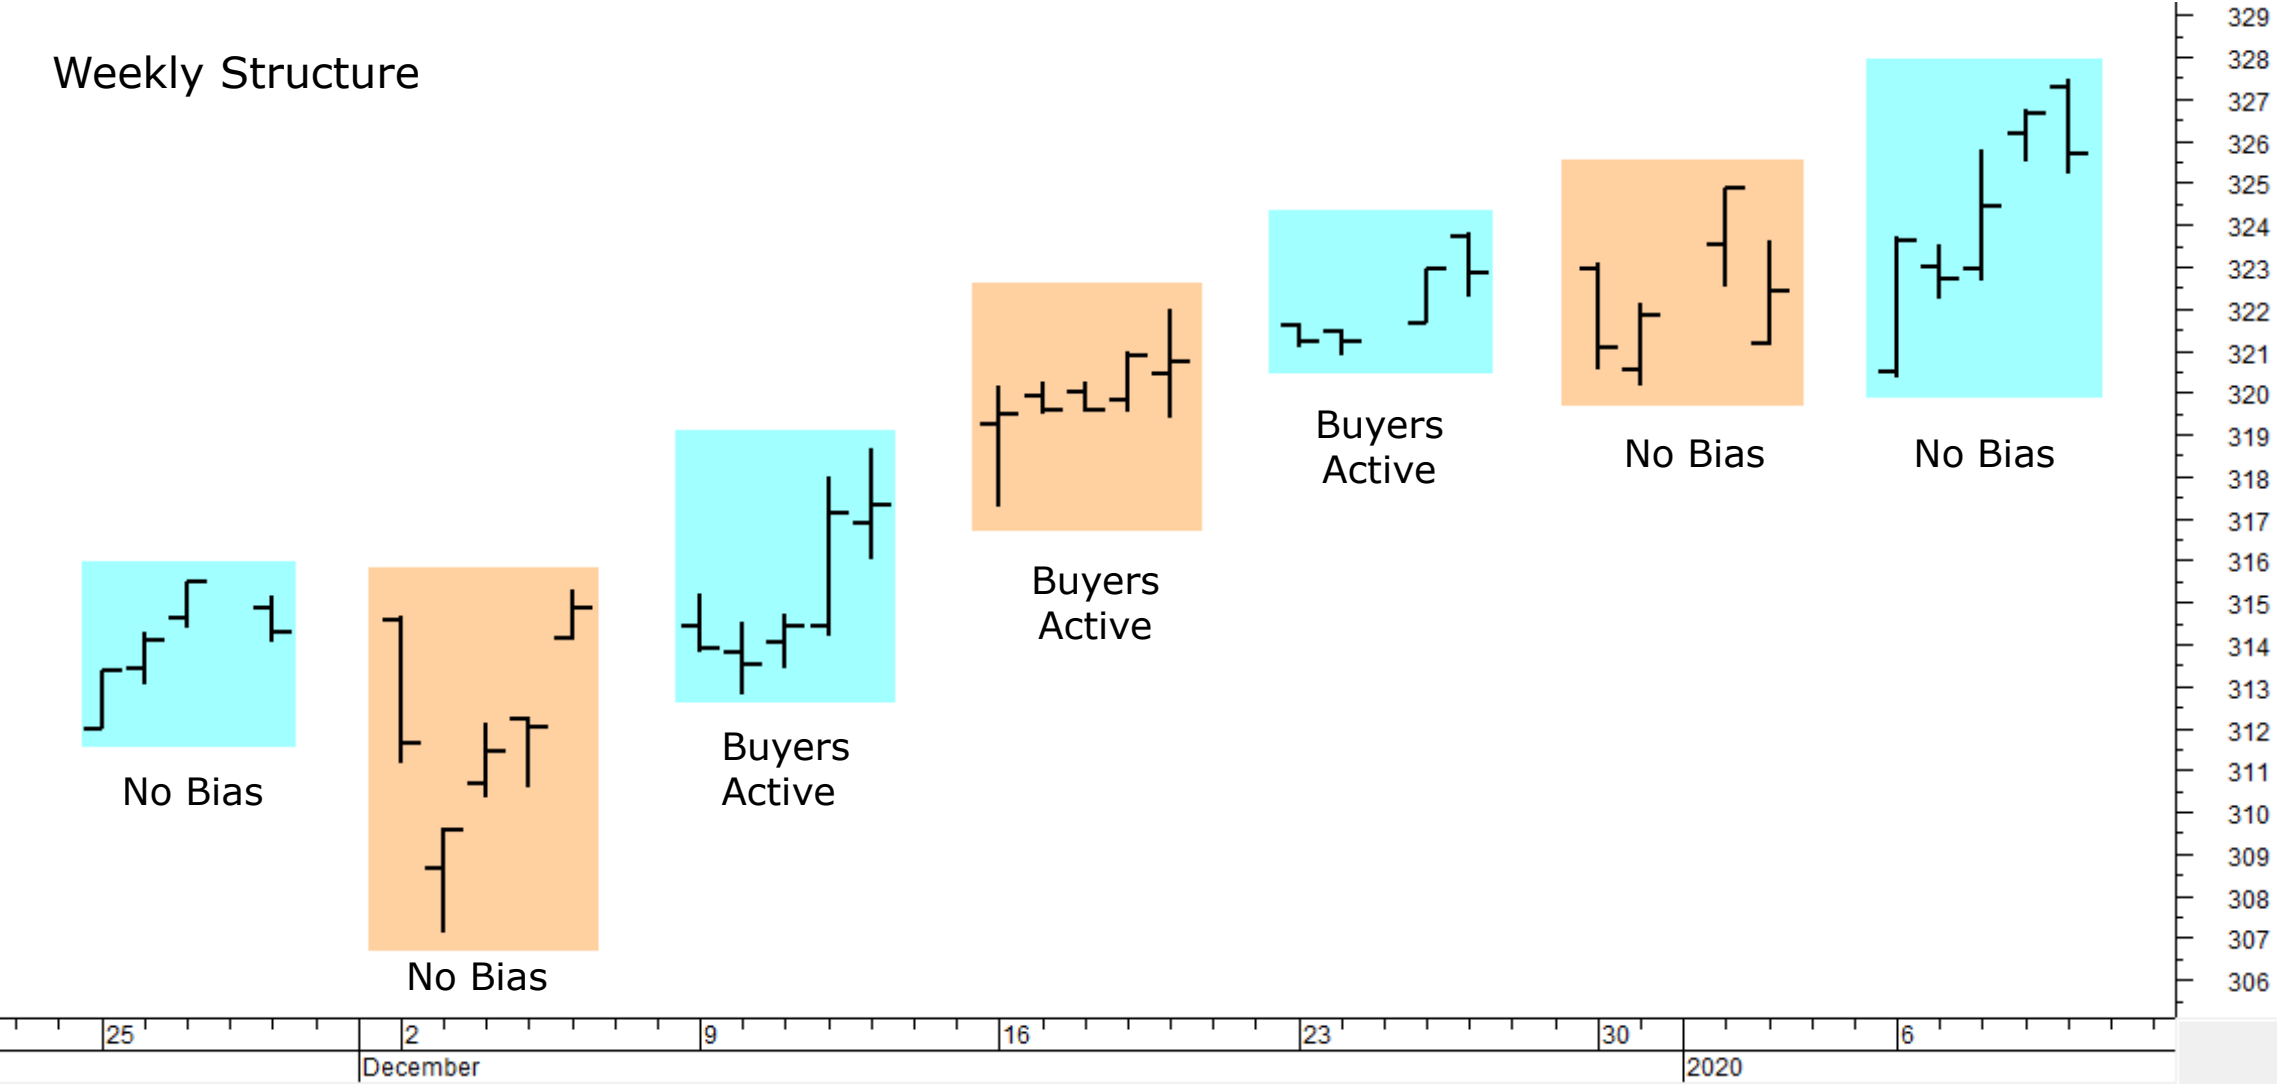 Weekly Structure
329
328
327
326
325
324
323
322
321
320
319
318
317
316
315
314
313
312
311
310
309
308
307
306
No Bias
No Bias
Buyers
Active
Buyers
Active
Buyers
Active
No Bias
No Bias
25 2 9 16 23 30 6
December 2020